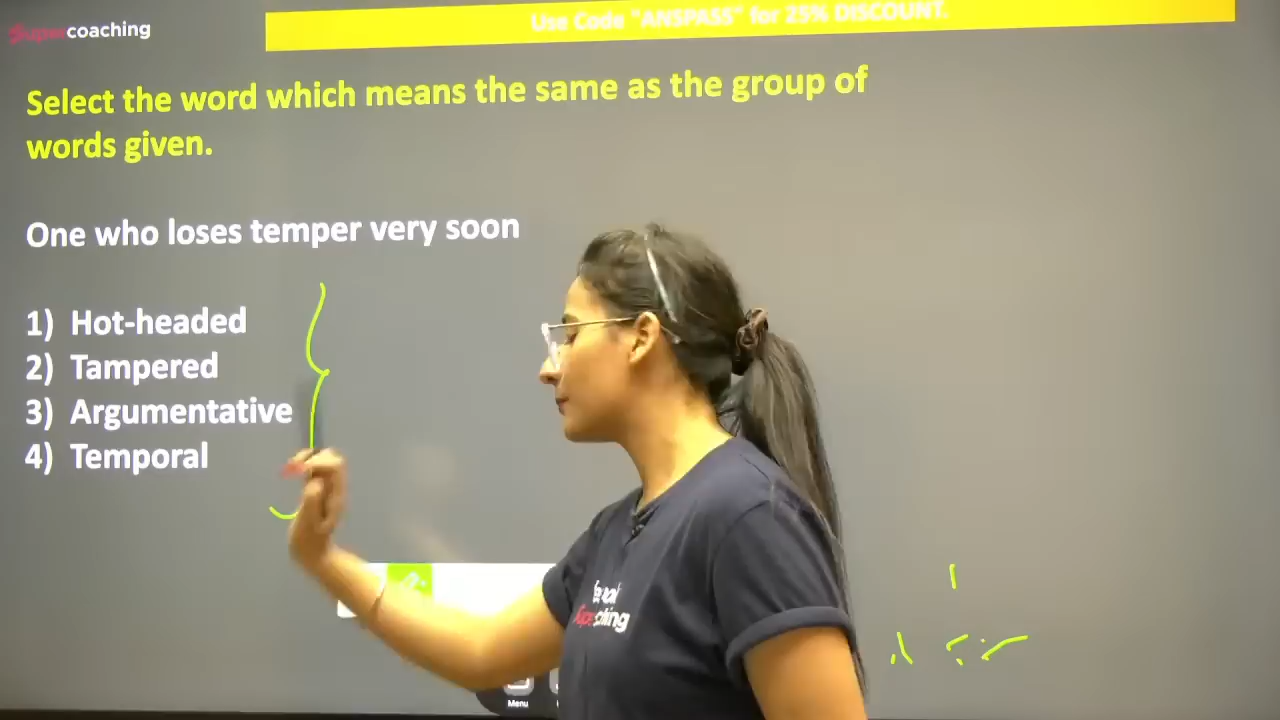 Supercoaching
Use Code "ANSPASS" for 25% DISCOUNT.
Select the word which means the same as the group of
words given.
One who loses temper very soon
1) Hot-headed
2) Tampered
3) Argumentative
4) Temporal
Menu